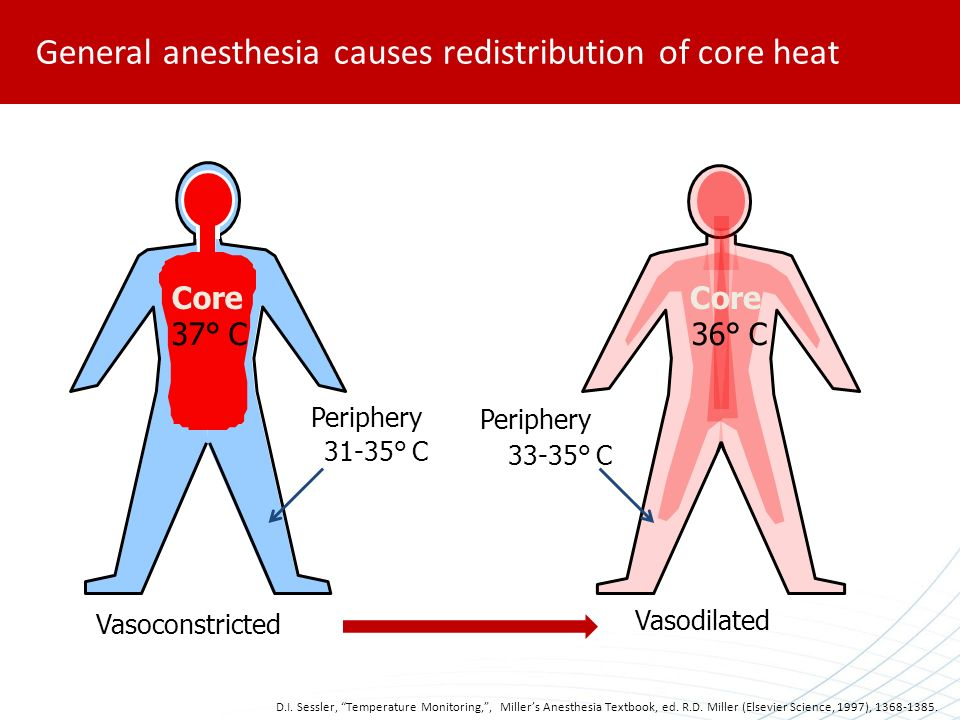 General anesthesia causes redistribution of core heat
Core
37° C
Periphery
31-35° C
Vasoconstricted
Core
36° C
Periphery
33-35° C
Vasodilated
D.I. Sessler, “Temperature Monitoring,”, Miller’s Anesthesia Textbook, ed. R.D. Miller (Elsevier Science, 1997), 1368-1385.